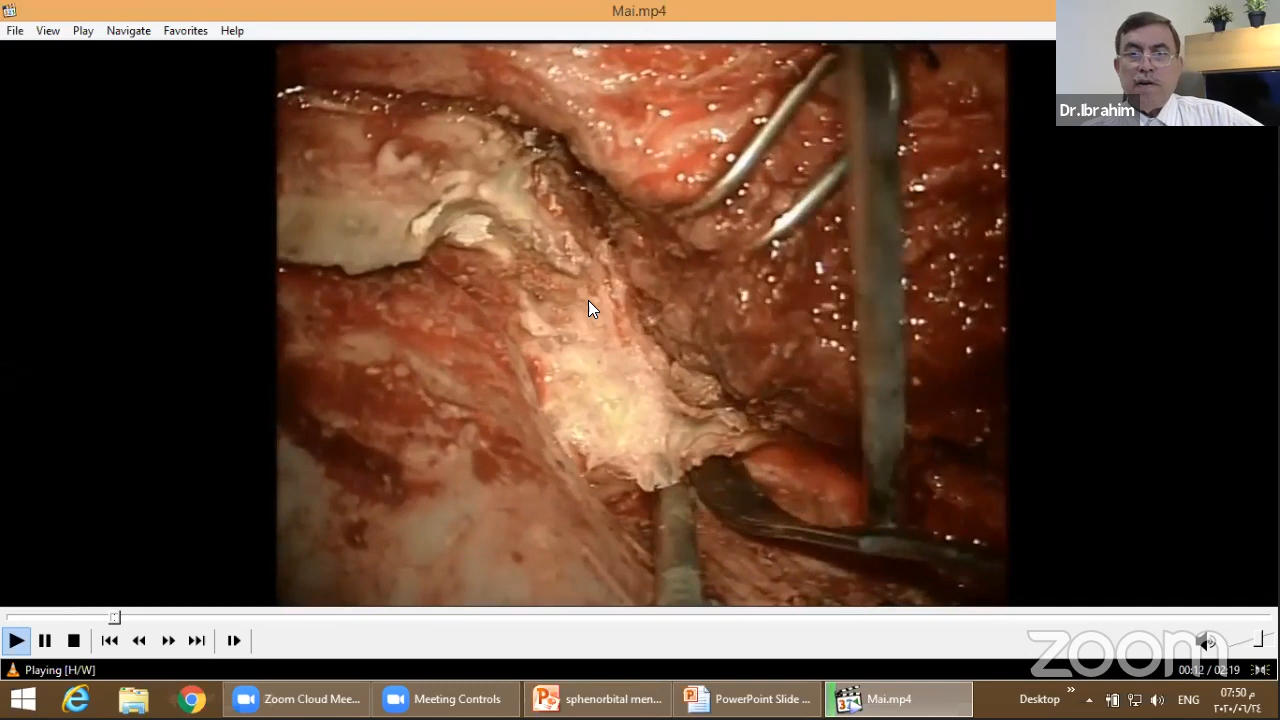 Mai.mp4
File View Play Navigate Favorites Help
Dr.Ibrahim
zoom
Playing [H/W]
00:12 / 02:19
Zoom Cloud Mee...
Meeting Controls
sphenorbital men...
PowerPoint Slide ...
Mai.mp4
Desktop
ENG
07:50 م